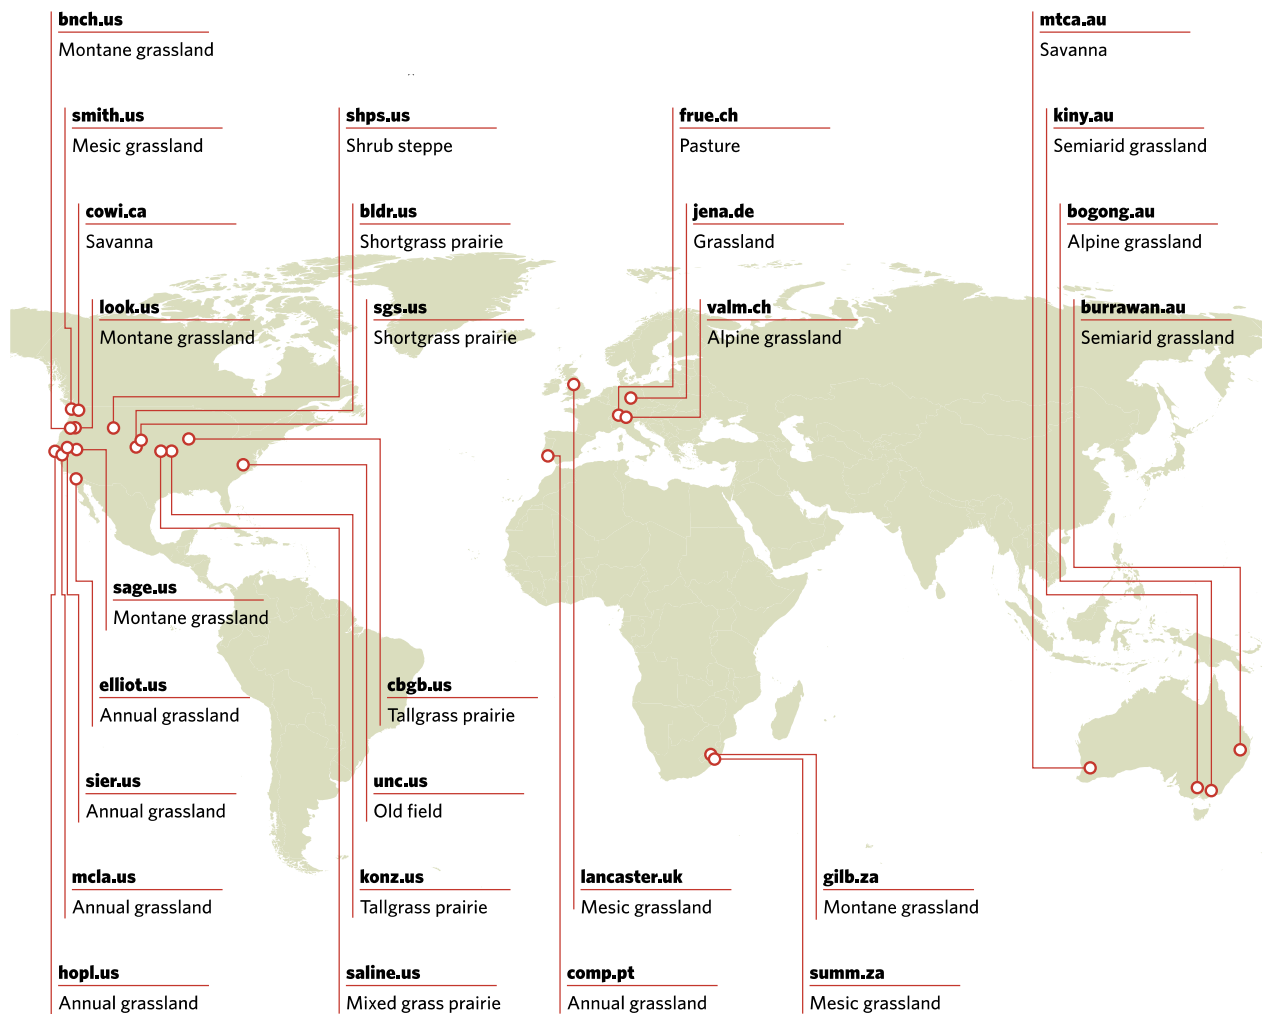 bnch.us
Montane grassland
mtca.au
Savanna
smith.us
Mesic grassland
shps.us
Shrub steppe
frue.ch
Pasture
kiny.au
Semiarid grassland
cowi.ca
Savanna
bldr.us
Shortgrass prairie
jena.de
Grassland
bogong.au
Alpine grassland
look.us
Montane grassland
sgs.us
Shortgrass prairie
valm.ch
Alpine grassland
burrawan.au
Semiarid grassland
sage.us
Montane grassland
elliot.us
Annual grassland
cbgb.us
Tallgrass prairie
sier.us
Annual grassland
unc.us
Old field
mcla.us
Annual grassland
konz.us
Tallgrass prairie
lancaster.uk
Mesic grassland
gilb.za
Montane grassland
hopl.us
Annual grassland
saline.us
Mixed grass prairie
comp.pt
Annual grassland
summ.za
Mesic grassland